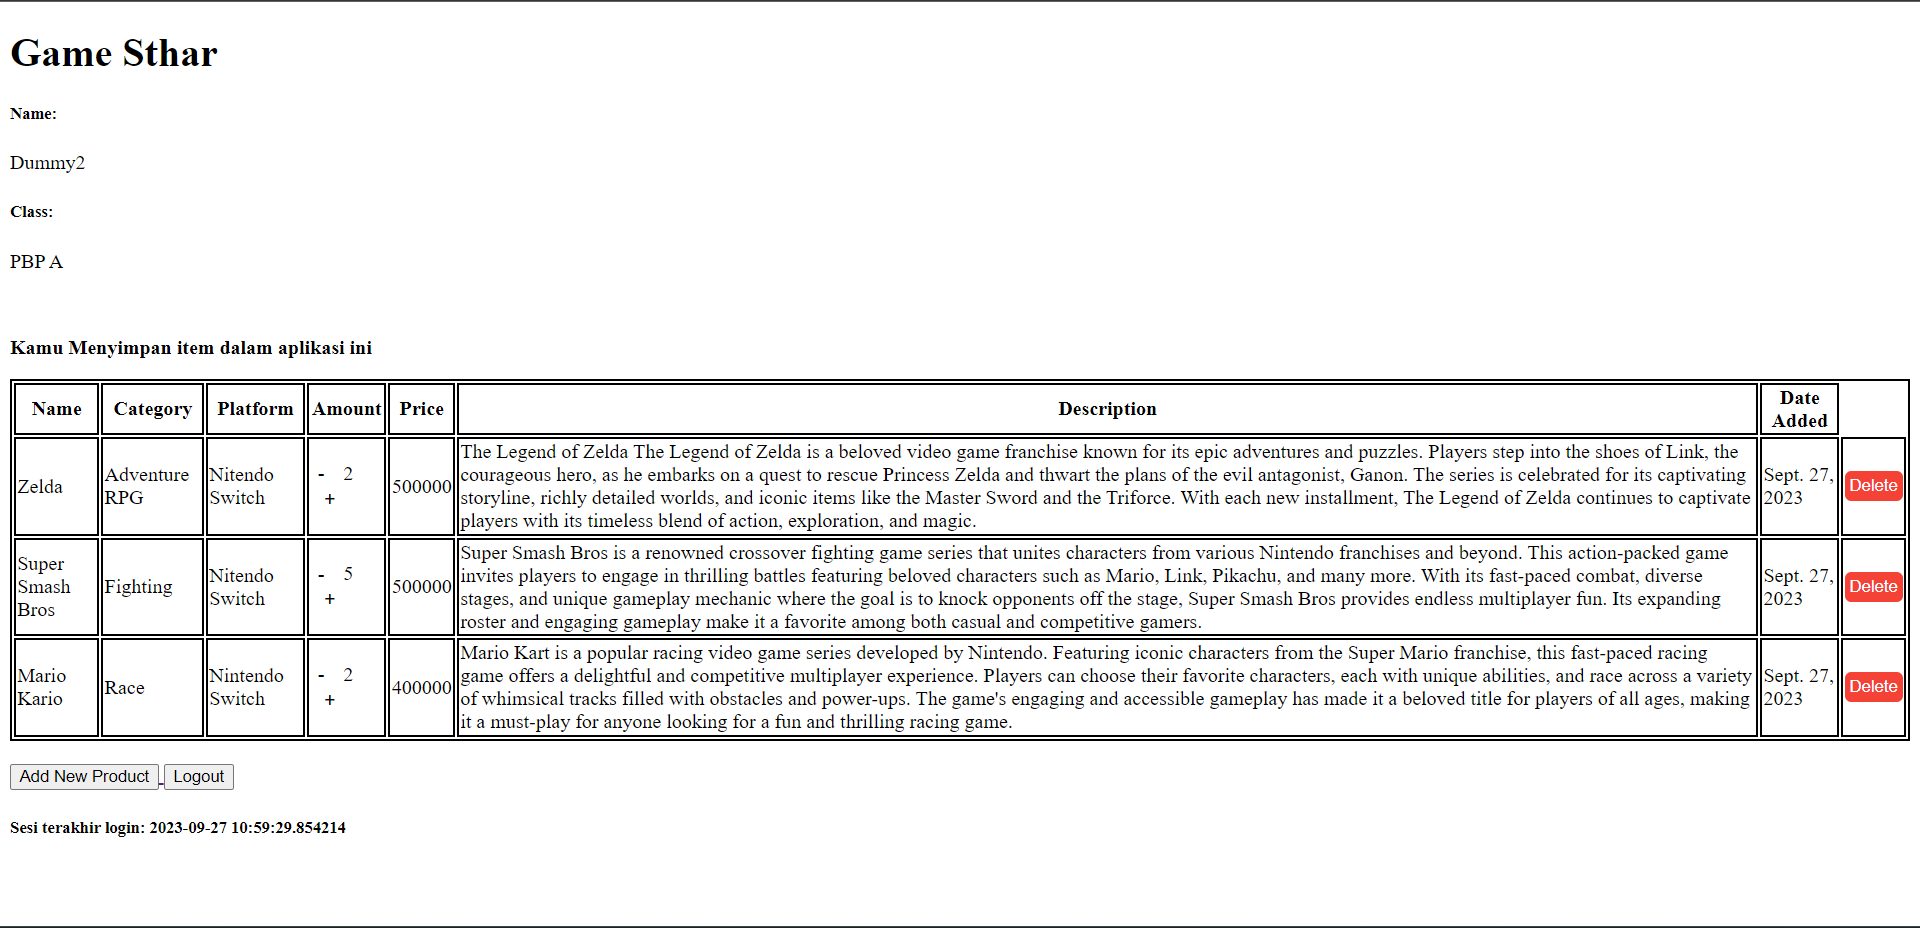 Game Sthar
Name:
Dummy2
Class:
PBP A
Kamu Menyimpan item dalam aplikasi ini
Name Category Platform Amount Price Description Date Added
Zelda
Adventure
RPG
Nitendo
Switch
- 2
+
500000
The Legend of Zelda The Legend of Zelda is a beloved video game franchise known for its epic adventures and puzzles. Players step into the shoes of Link, the
courageous hero, as he embarks on a quest to rescue Princess Zelda and thwart the plans of the evil antagonist, Ganon. The series is celebrated for its captivating
storyline, richly detailed worlds, and iconic items like the Master Sword and the Triforce. With each new installment, The Legend of Zelda continues to captivate
players with its timeless blend of action, exploration, and magic.
Sept. 27,
2023
Delete
Super
Smash
Bros
Fighting
Nitendo
Switch
- 5
+
500000
Super Smash Bros is a renowned crossover fighting game series that unites characters from various Nintendo franchises and beyond. This action-packed game
invites players to engage in thrilling battles featuring beloved characters such as Mario, Link, Pikachu, and many more. With its fast-paced combat, diverse
stages, and unique gameplay mechanic where the goal is to knock opponents off the stage, Super Smash Bros provides endless multiplayer fun. Its expanding
roster and engaging gameplay make it a favorite among both casual and competitive gamers.
Sept. 27,
2023
Delete
Mario
Kario
Race
Nintendo
Switch
- 2
+
400000
Mario Kart is a popular racing video game series developed by Nintendo. Featuring iconic characters from the Super Mario franchise, this fast-paced racing
game offers a delightful and competitive multiplayer experience. Players can choose their favorite characters, each with unique abilities, and race across a variety
of whimsical tracks filled with obstacles and power-ups. The game's engaging and accessible gameplay has made it a beloved title for players of all ages, making
it a must-play for anyone looking for a fun and thrilling racing game.
Sept. 27,
2023
Delete
Add New Product Logout
Sesi terakhir login: 2023-09-27 10:59:29.854214